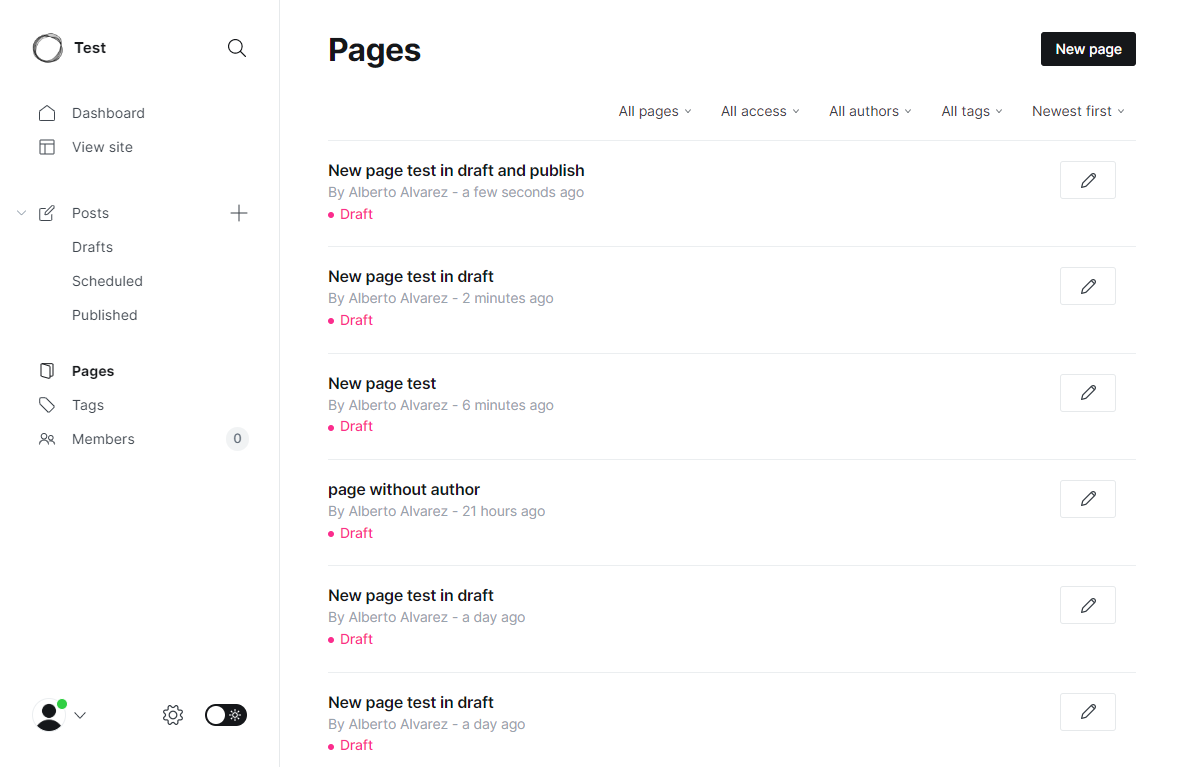 Test
Dashboard
View site
Posts
Drafts
Scheduled
Published
Pages
Tags
Members 0
Pages
New page
All pages All access All authors All tags Newest first
New page test in draft and publish
By Alberto Alvarez - a few seconds ago
Draft
New page test in draft
By Alberto Alvarez - 2 minutes ago
Draft
New page test
By Alberto Alvarez - 6 minutes ago
Draft
page without author
By Alberto Alvarez - 21 hours ago
Draft
New page test in draft
By Alberto Alvarez - a day ago
Draft
New page test in draft
By Alberto Alvarez - a day ago
Draft